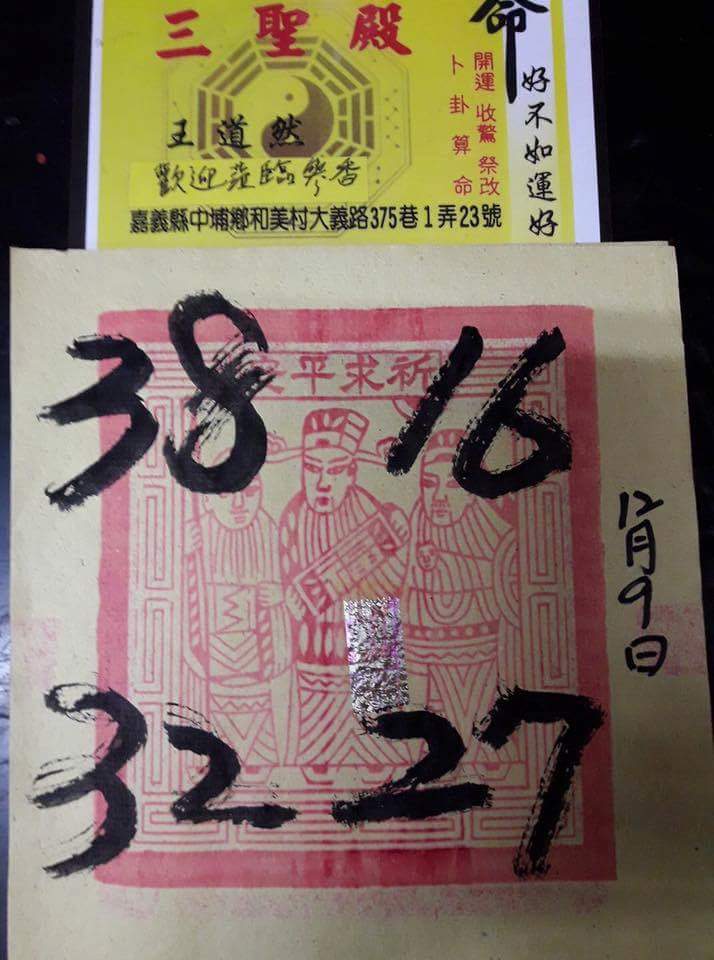 三聖殿
命
好不如運好
開運 收驚 祭改
卜卦算命
王道然
歡迎蒞臨參香
嘉義縣中埔鄉和美村大義路375巷1弄23號
祈求平安
38 16
12月9日
32 27